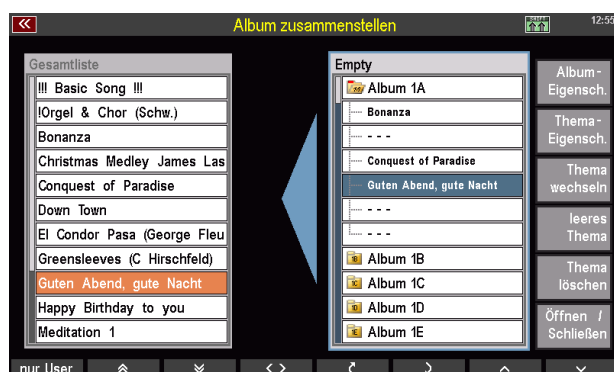 Album zusammenstellen
12:55
Gesamtliste
!!! Basic Song !!!
!Orgel & Chor (Schw.)
Bonanza
Christmas Medley James Las
Conquest of Paradise
Down Town
El Condor Pasa (George Fleu
Greensleeves (C Hirschfeld)
Guten Abend, gute Nacht
Happy Birthday to you
Meditation 1
Empty
Album 1A
Bonanza
- - -
Conquest of Paradise
Guten Abend, gute Nacht
- - -
- - -
Album 1B
Album 1C
Album 1D
Album 1E
Album-
Eigensch.
Thema-
Eigensch.
Thema
wechseln
leeres
Thema
Thema
löschen
Öffnen /
Schließen
nur User